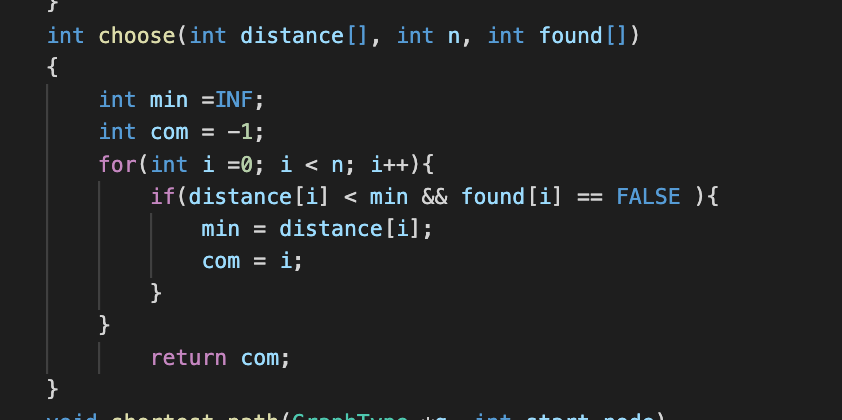 }
int choose(int distance[], int n, int found[])
{
    int min =INF;
    int com = -1;
    for(int i =0; i < n; i++){
        if(distance[i] < min && found[i] == FALSE ){
            min = distance[i];
            com = i;
        }
    }
        return com;
}
void shortest_path(GraphType *g, int start_node)